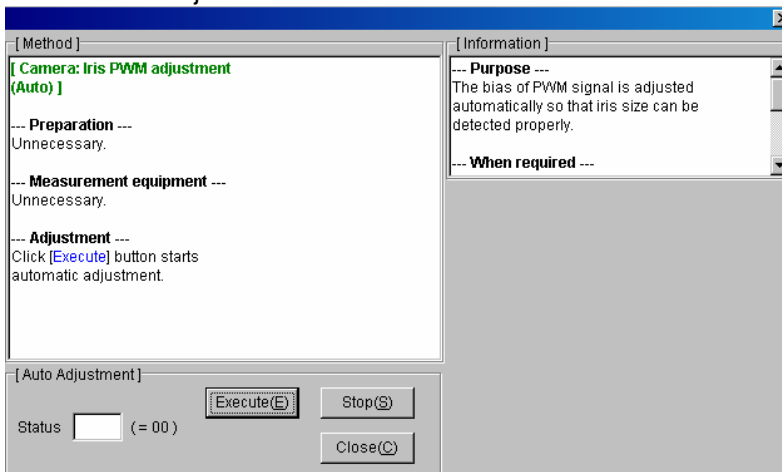 [ Method ]
[ Camera: Iris PWM adjustment
(Auto) ]
--- Preparation ---
Unnecessary.
--- Measurement equipment ---
Unnecessary.
--- Adjustment ---
Click [Execute] button starts
automatic adjustment.
[ Information ]
--- Purpose ---
The bias of PWM signal is adjusted
automatically so that iris size can be
detected properly.
--- When required ---
[ Auto Adjustment ]
Execute(E) Stop(S)
Status (= 00 )
Close(C)